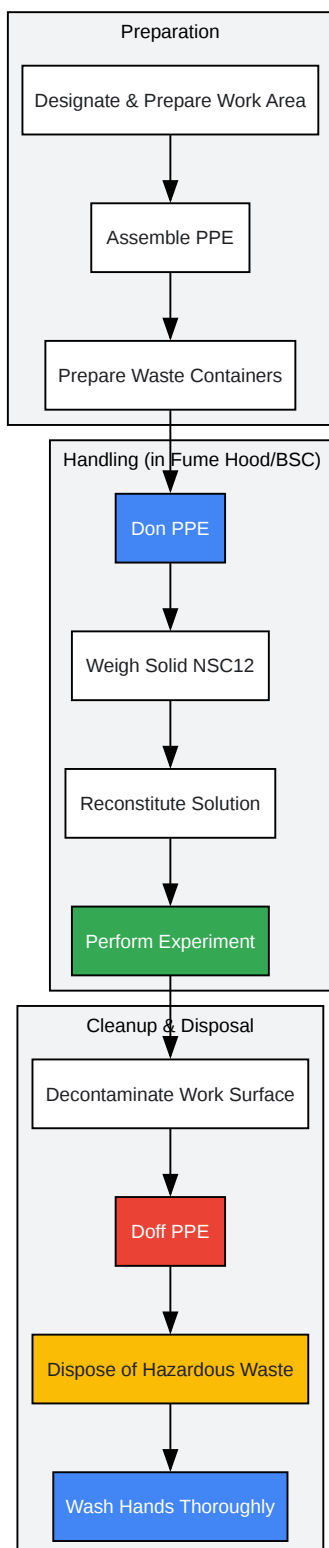 Preparation
Designate & Prepare Work Area
Assemble PPE
Prepare Waste Containers
Handling (in Fume Hood/BSC)
Don PPE
Weigh Solid NSC12
Reconstitute Solution
Perform Experiment
Cleanup & Disposal
Decontaminate Work Surface
Doff PPE
Dispose of Hazardous Waste
Wash Hands Thoroughly